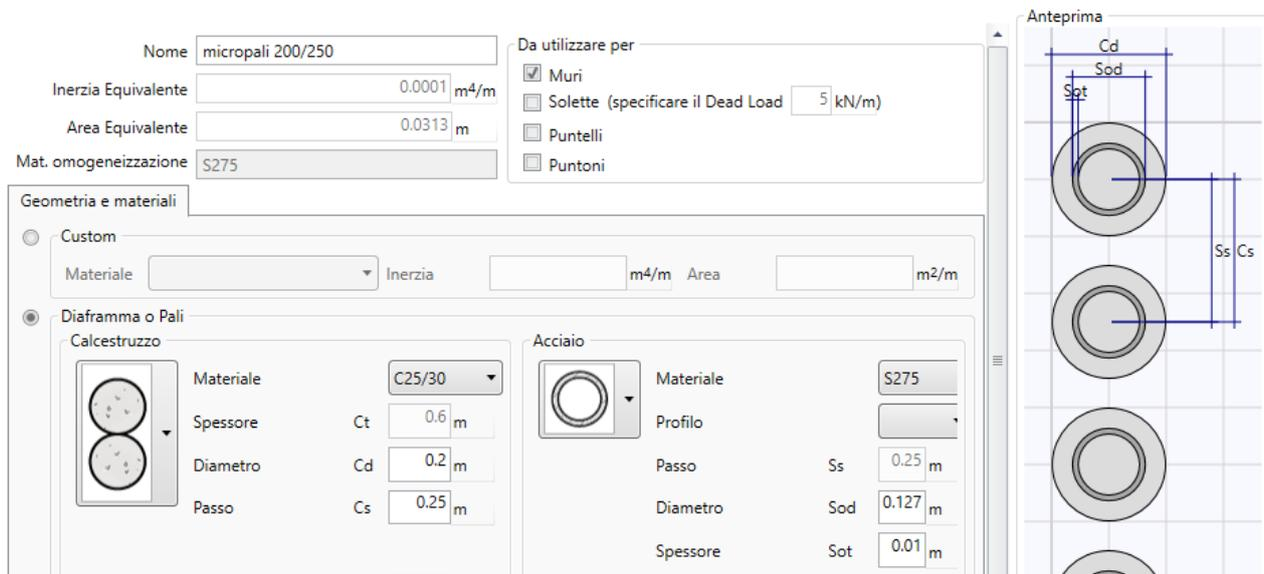 Nome micropali 200/250
Inerzia Equivalente 0.0001 m4/m
Area Equivalente 0.0313 m
Mat. omogeneizzazione S275
Da utilizzare per
Muri
Solette (specificare il Dead Load 5 kN/m)
Puntelli
Puntoni
Geometria e materiali
Custom
Materiale Inerzia m4/m Area m2/m
Diaframma o Pali
Calcestruzzo
Materiale C25/30
Spessore Ct 0.6 m
Diametro Cd 0.2 m
Passo Cs 0.25 m
Acciaio
Materiale S275
Profilo
Passo Ss 0.25 m
Diametro Sod 0.127 m
Spessore Sot 0.01 m
Anteprima
Cd
Sod
Sot
Ss Cs